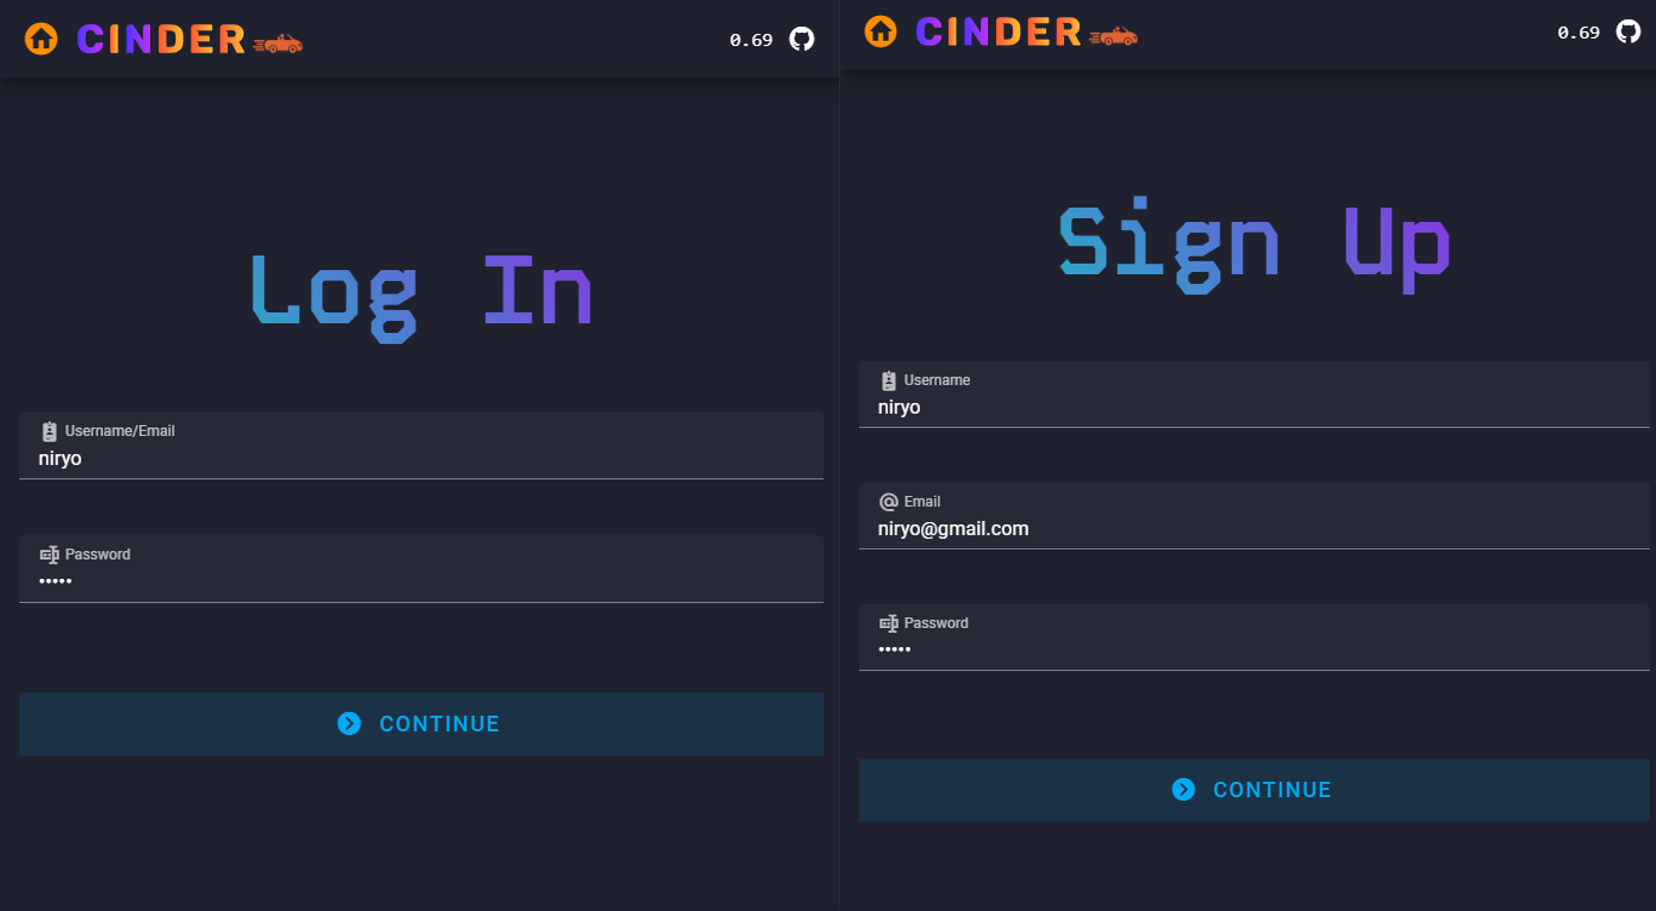 CINDER
0.69
Log In
Username/Email
niryo
Password
•••••
CONTINUE
CINDER
0.69
Sign Up
Username
niryo
Email
niryo@gmail.com
Password
•••••
CONTINUE